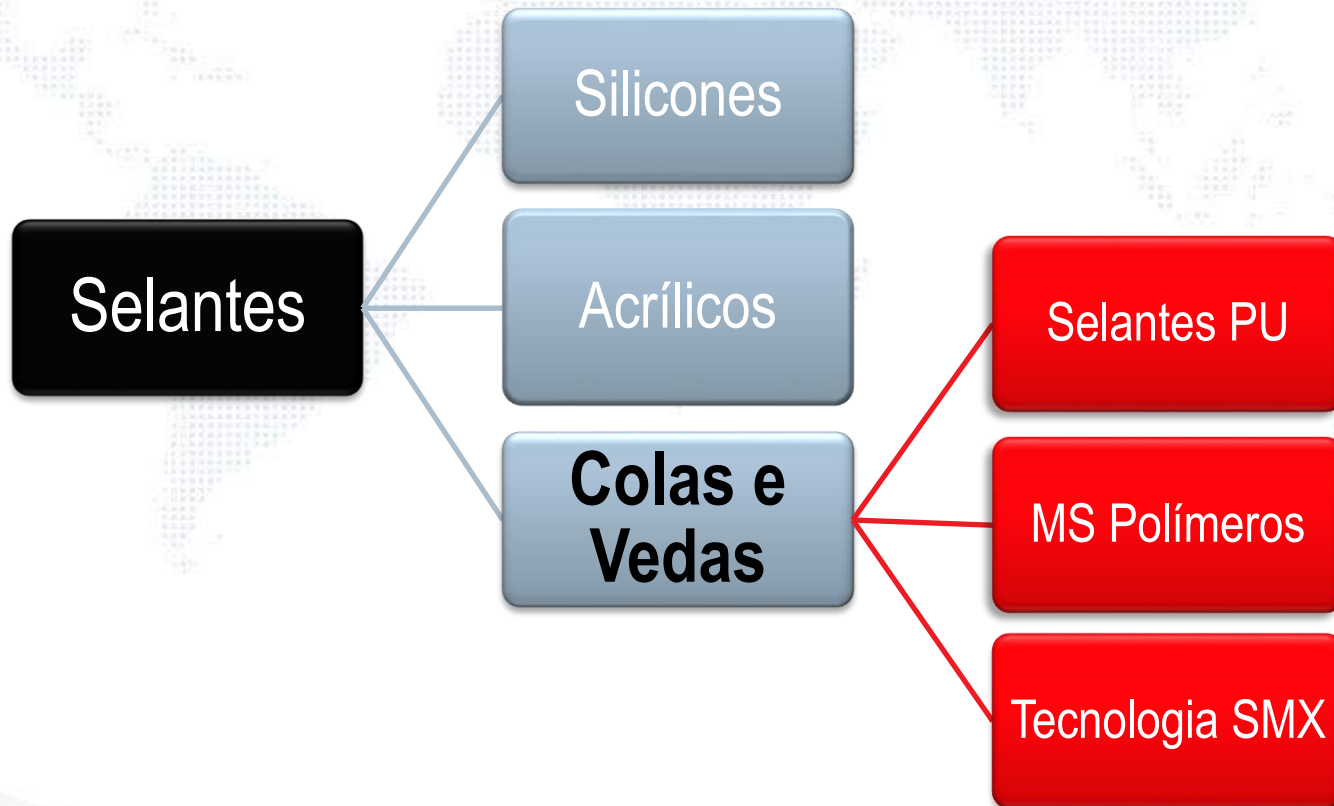 Selantes
Silicones
Acrílicos
Colas e
Vedas
Selantes PU
MS Polímeros
Tecnologia SMX